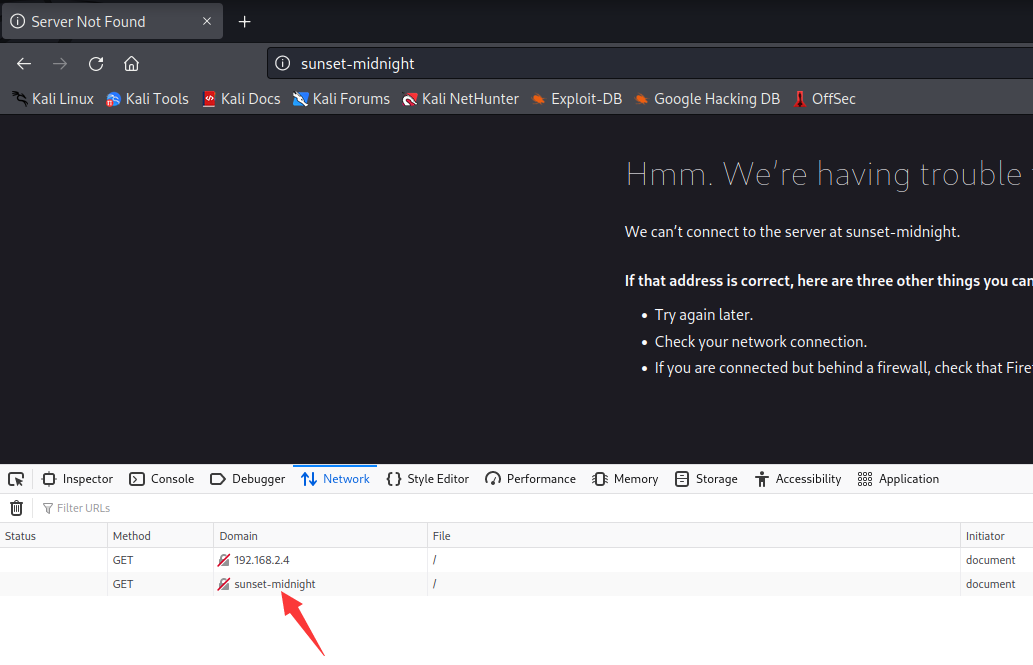 Server Not Found
sunset-midnight
Kali Linux Kali Tools Kali Docs Kali Forums Kali NetHunter Exploit-DB Google Hacking DB OffSec
Hmm. We're having trouble
We can't connect to the server at sunset-midnight.
If that address is correct, here are three other things you can
• Try again later.
• Check your network connection.
• If you are connected but behind a firewall, check that Fire
Inspector Console Debugger Network Style Editor Performance Memory Storage Accessibility Application
Filter URLs
Status Method Domain File Initiator
GET 192.168.2.4 / document
GET sunset-midnight / document